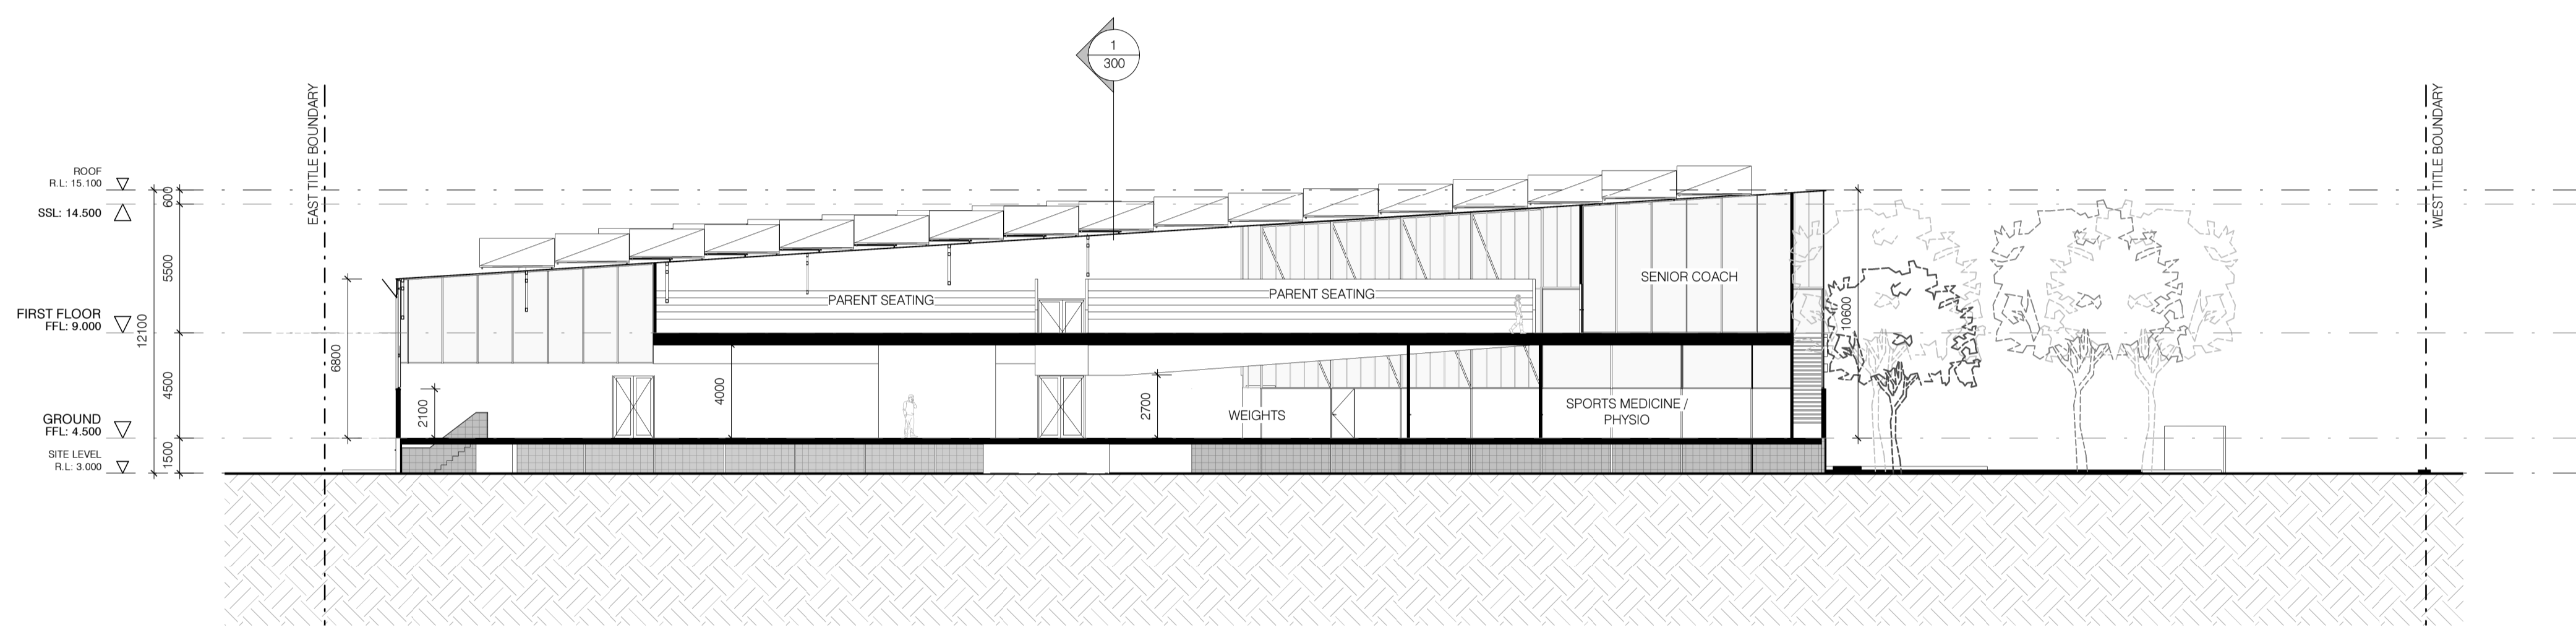 1
300
EAST TITLE BOUNDARY
WEST TITLE BOUNDARY
ROOF
R.L: 15.100
SSL: 14.500
FIRST FLOOR
FFL: 9.000
GROUND
FFL: 4.500
SITE LEVEL
R.L: 3.000
12100
600
5500
4500
1500
6800
2100
4000
2700
10600
PARENT SEATING
PARENT SEATING
SENIOR COACH
WEIGHTS
SPORTS MEDICINE /
PHYSIO